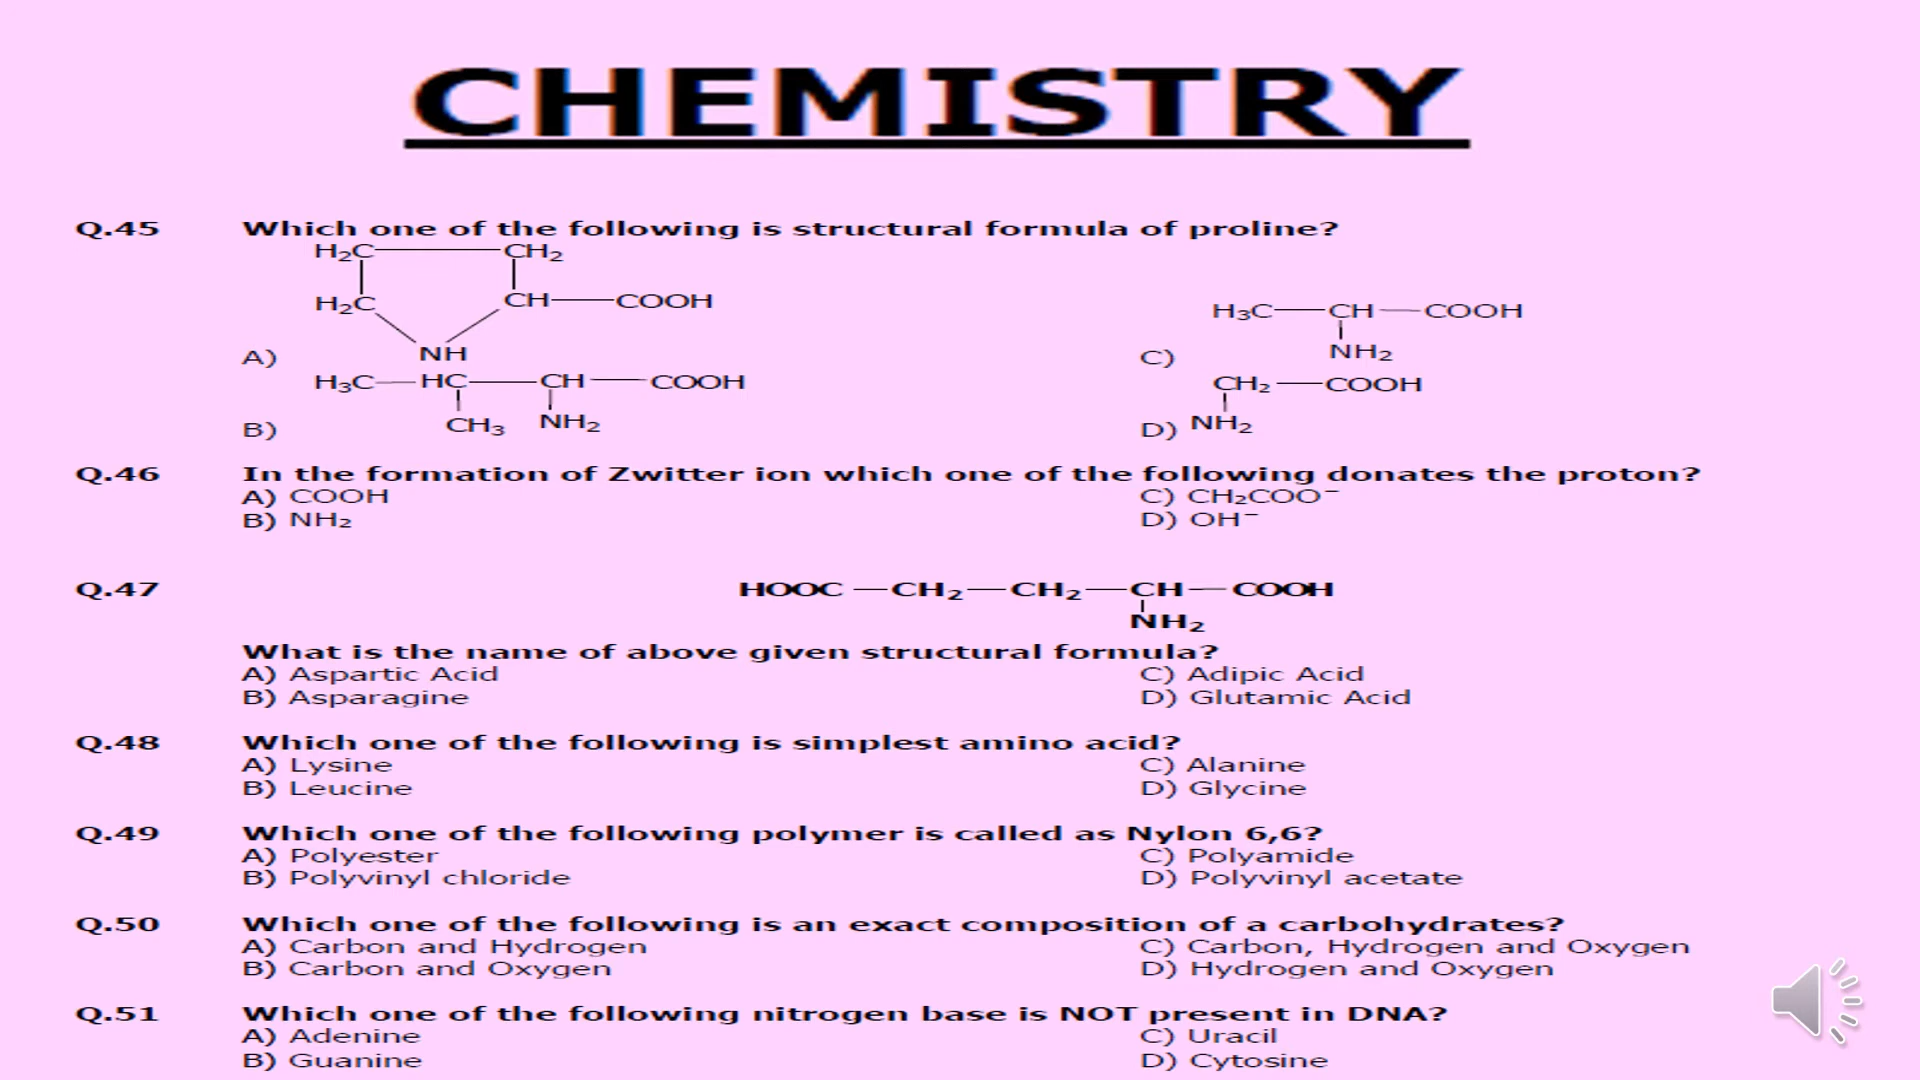 CHEMISTRY
Q.45 Which one of the following is structural formula of proline?
H₂C CH₂
H₂C CH COOH
NH
A)
H₃C CH COOH
NH₂
C)
H₃C HC CH COOH
CH₃ NH₂
B)
CH₂ COOH
D) NH₂
Q.46 In the formation of Zwitter ion which one of the following donates the proton?
A) COOH C) CH₂COO⁻
B) NH₂ D) OH⁻
Q.47 HOOC — CH₂ — CH₂ — CH — COOH
NH₂
What is the name of above given structural formula?
A) Aspartic Acid C) Adipic Acid
B) Asparagine D) Glutamic Acid
Q.48 Which one of the following is simplest amino acid?
A) Lysine C) Alanine
B) Leucine D) Glycine
Q.49 Which one of the following polymer is called as Nylon 6,6?
A) Polyester C) Polyamide
B) Polyvinyl chloride D) Polyvinyl acetate
Q.50 Which one of the following is an exact composition of a carbohydrates?
A) Carbon and Hydrogen C) Carbon, Hydrogen and Oxygen
B) Carbon and Oxygen D) Hydrogen and Oxygen
Q.51 Which one of the following nitrogen base is NOT present in DNA?
A) Adenine C) Uracil
B) Guanine D) Cytosine